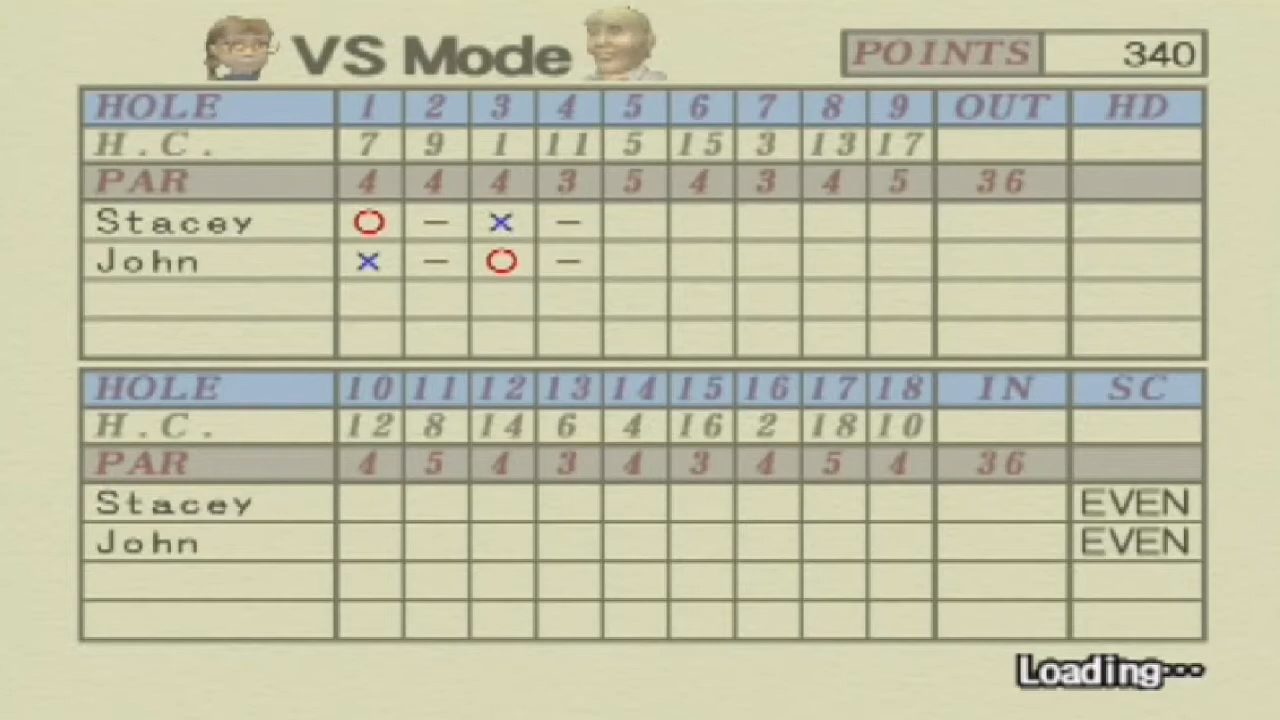 VS Mode POINTS 340
HOLE 1 2 3 4 5 6 7 8 9 OUT HD
H.C. 7 9 1 11 5 15 3 13 17
PAR 4 4 4 3 5 4 3 4 5 36
Stacey O - × -
John × - O -
HOLE 10 11 12 13 14 15 16 17 18 IN SC
H.C. 12 8 14 6 4 16 2 18 10
PAR 4 5 4 3 4 3 4 5 4 36
Stacey EVEN
John EVEN
Loading···